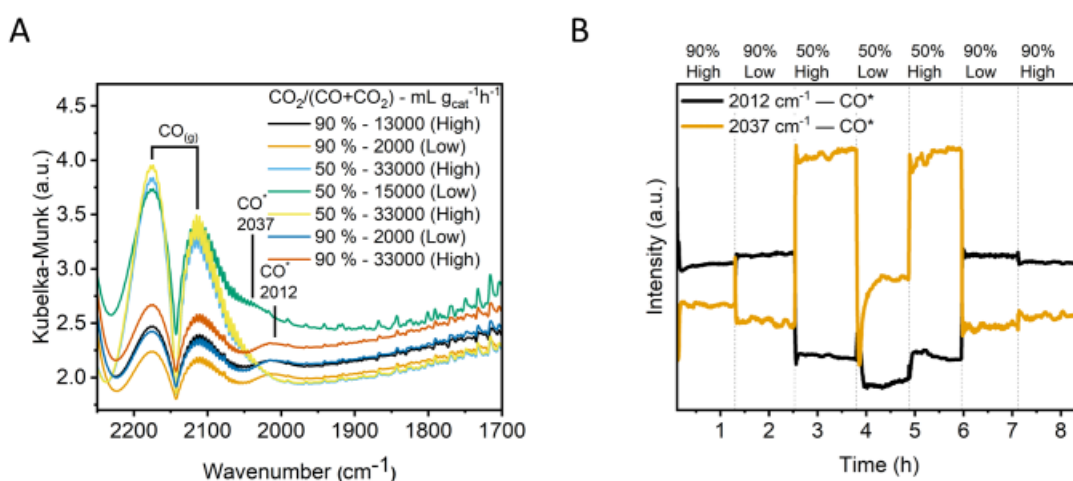 A
Kubelka-Munk (a.u.)
4.5
4.0
3.5
3.0
2.5
2.0
CO₂/(CO+CO₂) - mL g_cat⁻¹h⁻¹
90 % - 13000 (High)
90 % - 2000 (Low)
50 % - 33000 (High)
50 % - 15000 (Low)
50 % - 33000 (High)
90 % - 2000 (Low)
90 % - 33000 (High)
CO(g)
CO*
2037
CO*
2012
2200 2100 2000 1900 1800 1700
Wavenumber (cm⁻¹)
B
90% 90% 50% 50% 50% 90% 90%
High Low High Low High Low High
2012 cm⁻¹ — CO*
2037 cm⁻¹ — CO*
Intensity (a.u.)
1 2 3 4 5 6 7 8
Time (h)